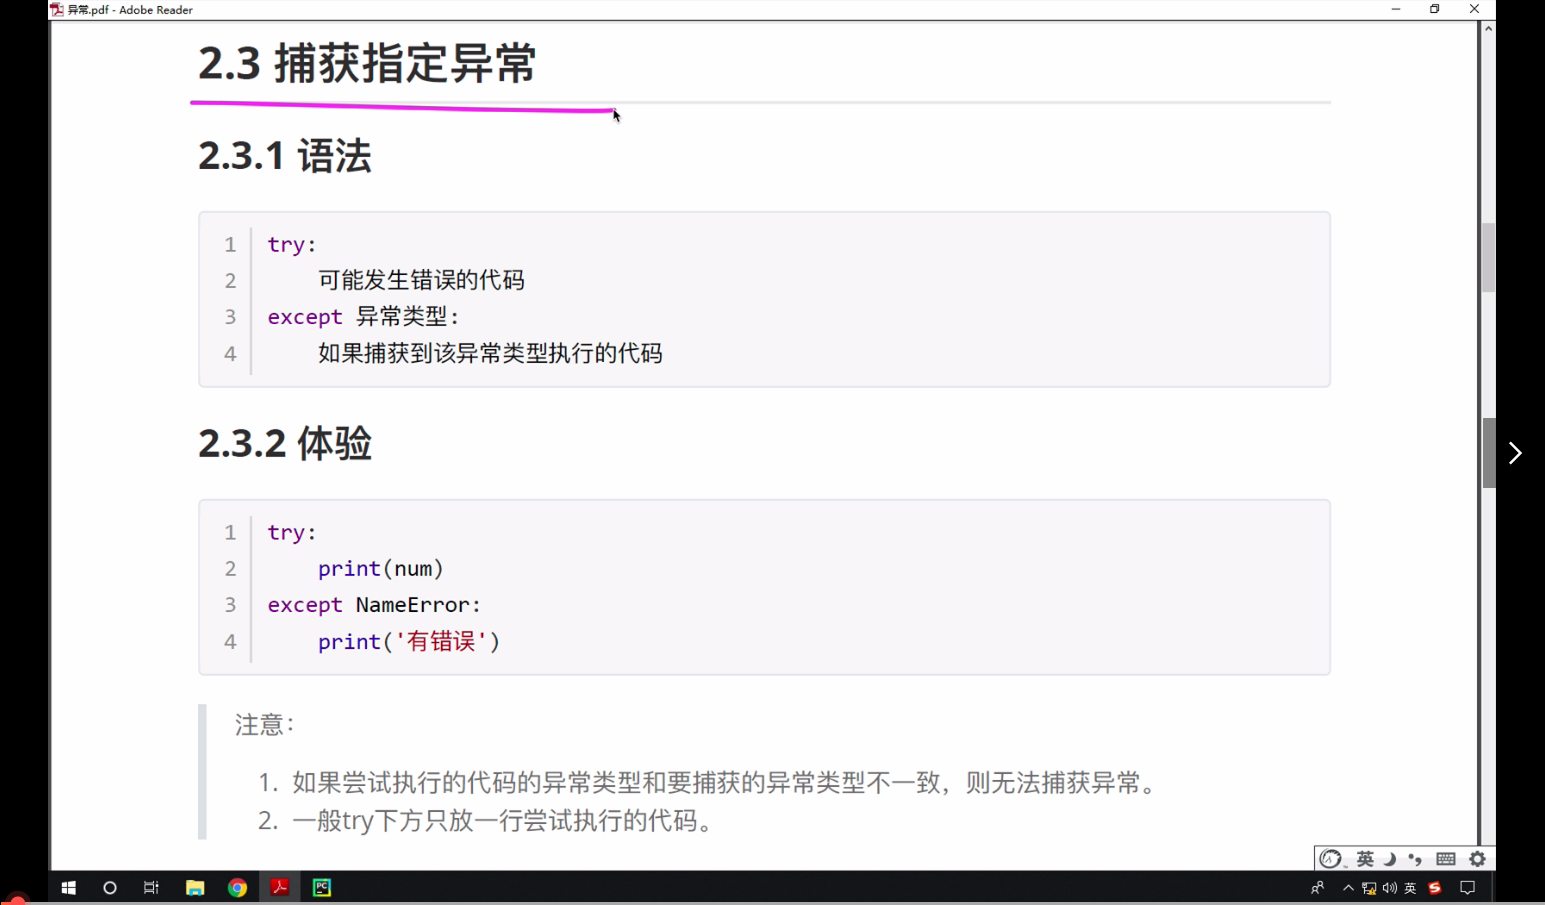 异常.pdf - Adobe Reader
2.3 捕获指定异常
2.3.1 语法
1 try:
2     可能发生错误的代码
3 except 异常类型:
4     如果捕获到该异常类型执行的代码
2.3.2 体验
1 try:
2     print(num)
3 except NameError:
4     print('有错误')
注意：
1. 如果尝试执行的代码的异常类型和要捕获的异常类型不一致，则无法捕获异常。
2. 一般try下方只放一行尝试执行的代码。
英
PC
英